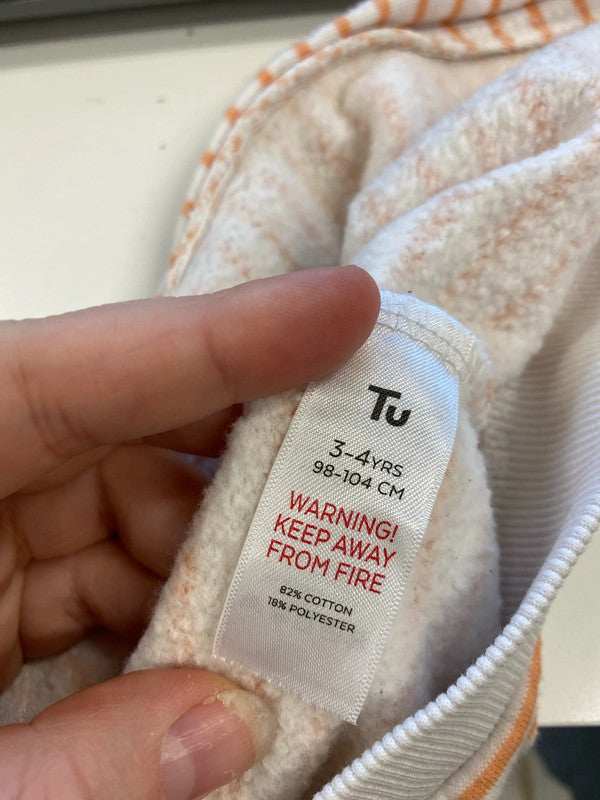 Tu
3-4YRS
98-104 CM
WARNING!
KEEP AWAY
FROM FIRE
82% COTTON
18% POLYESTER